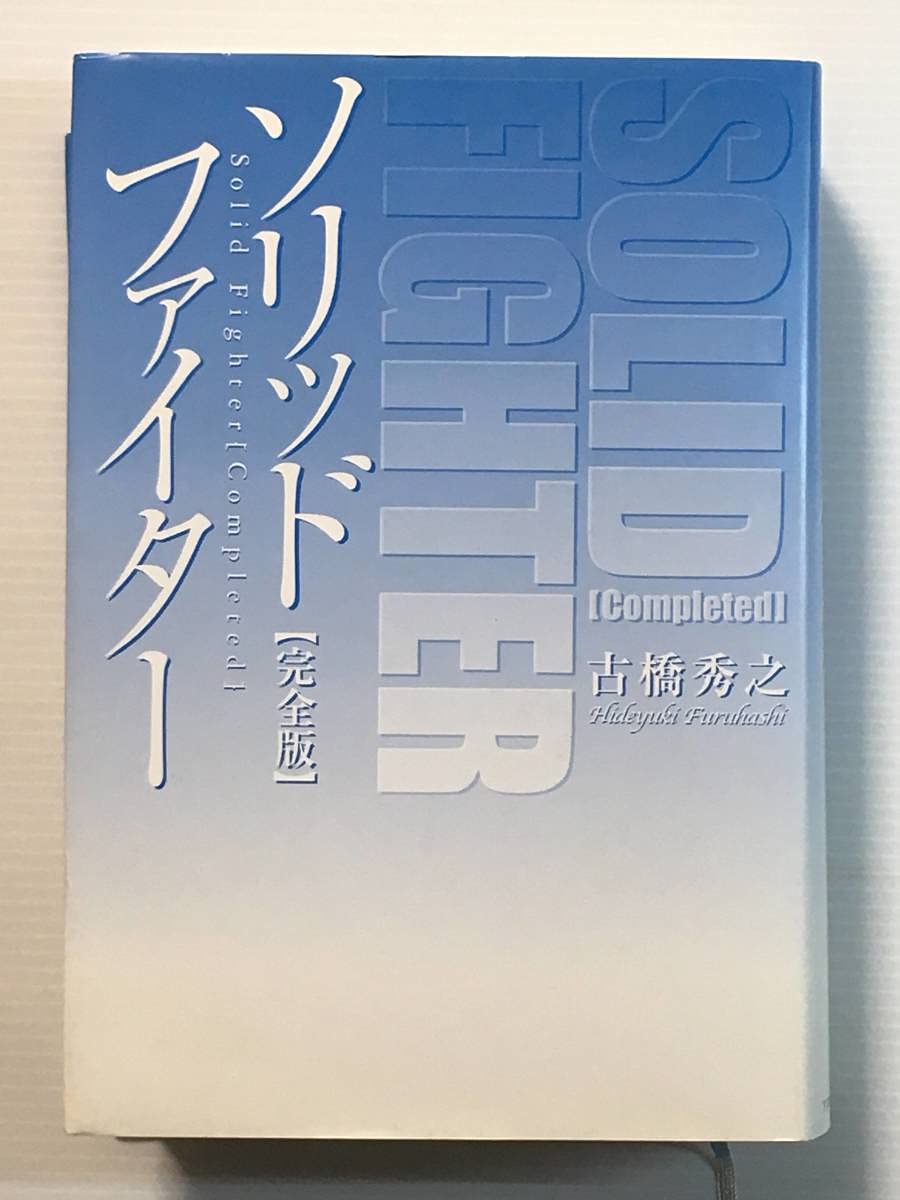 SOLID
FIGHTER
[Completed]
古橋秀之
Hideyuki Furuhashi
ソリッド
【完全版】
Solid Fighter[Completed]
ファイター